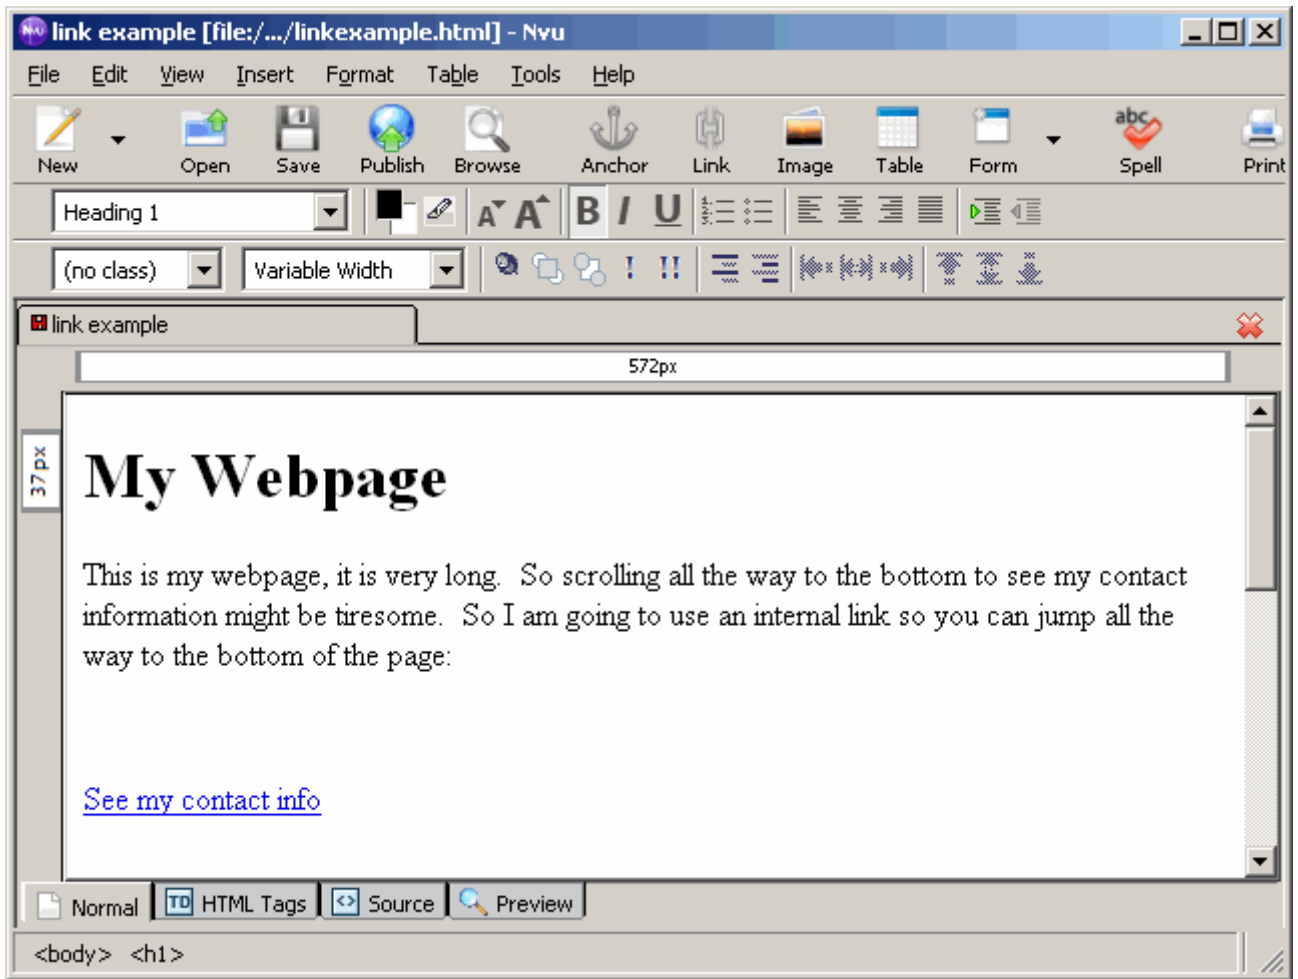 link example [file:/.../linkexample.html] - Nvu
File Edit View Insert Format Table Tools Help
New Open Save Publish Browse Anchor Link Image Table Form Spell Print
Heading 1
(no class) Variable Width
link example
572px
37px
My Webpage
This is my webpage, it is very long.  So scrolling all the way to the bottom to see my contact
information might be tiresome.  So I am going to use an internal link so you can jump all the
way to the bottom of the page:
See my contact info
Normal HTML Tags Source Preview
<body> <h1>